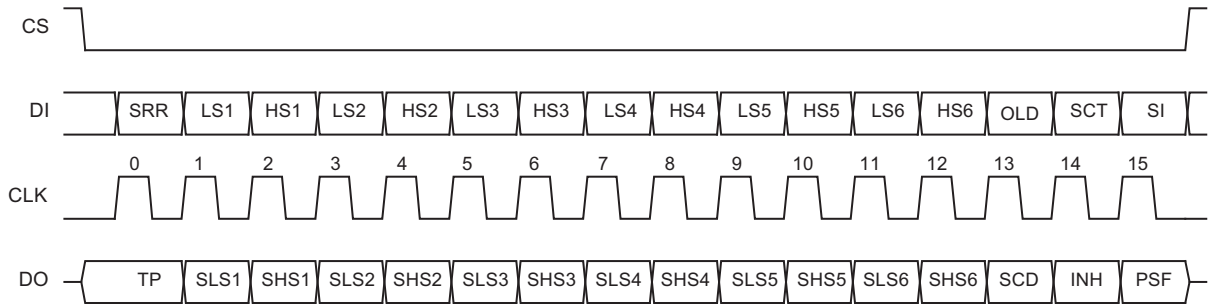 CS
DI SRR LS1 HS1 LS2 HS2 LS3 HS3 LS4 HS4 LS5 HS5 LS6 HS6 OLD SCT SI
0 1 2 3 4 5 6 7 8 9 10 11 12 13 14 15
CLK
DO TP SLS1 SHS1 SLS2 SHS2 SLS3 SHS3 SLS4 SHS4 SLS5 SHS5 SLS6 SHS6 SCD INH PSF